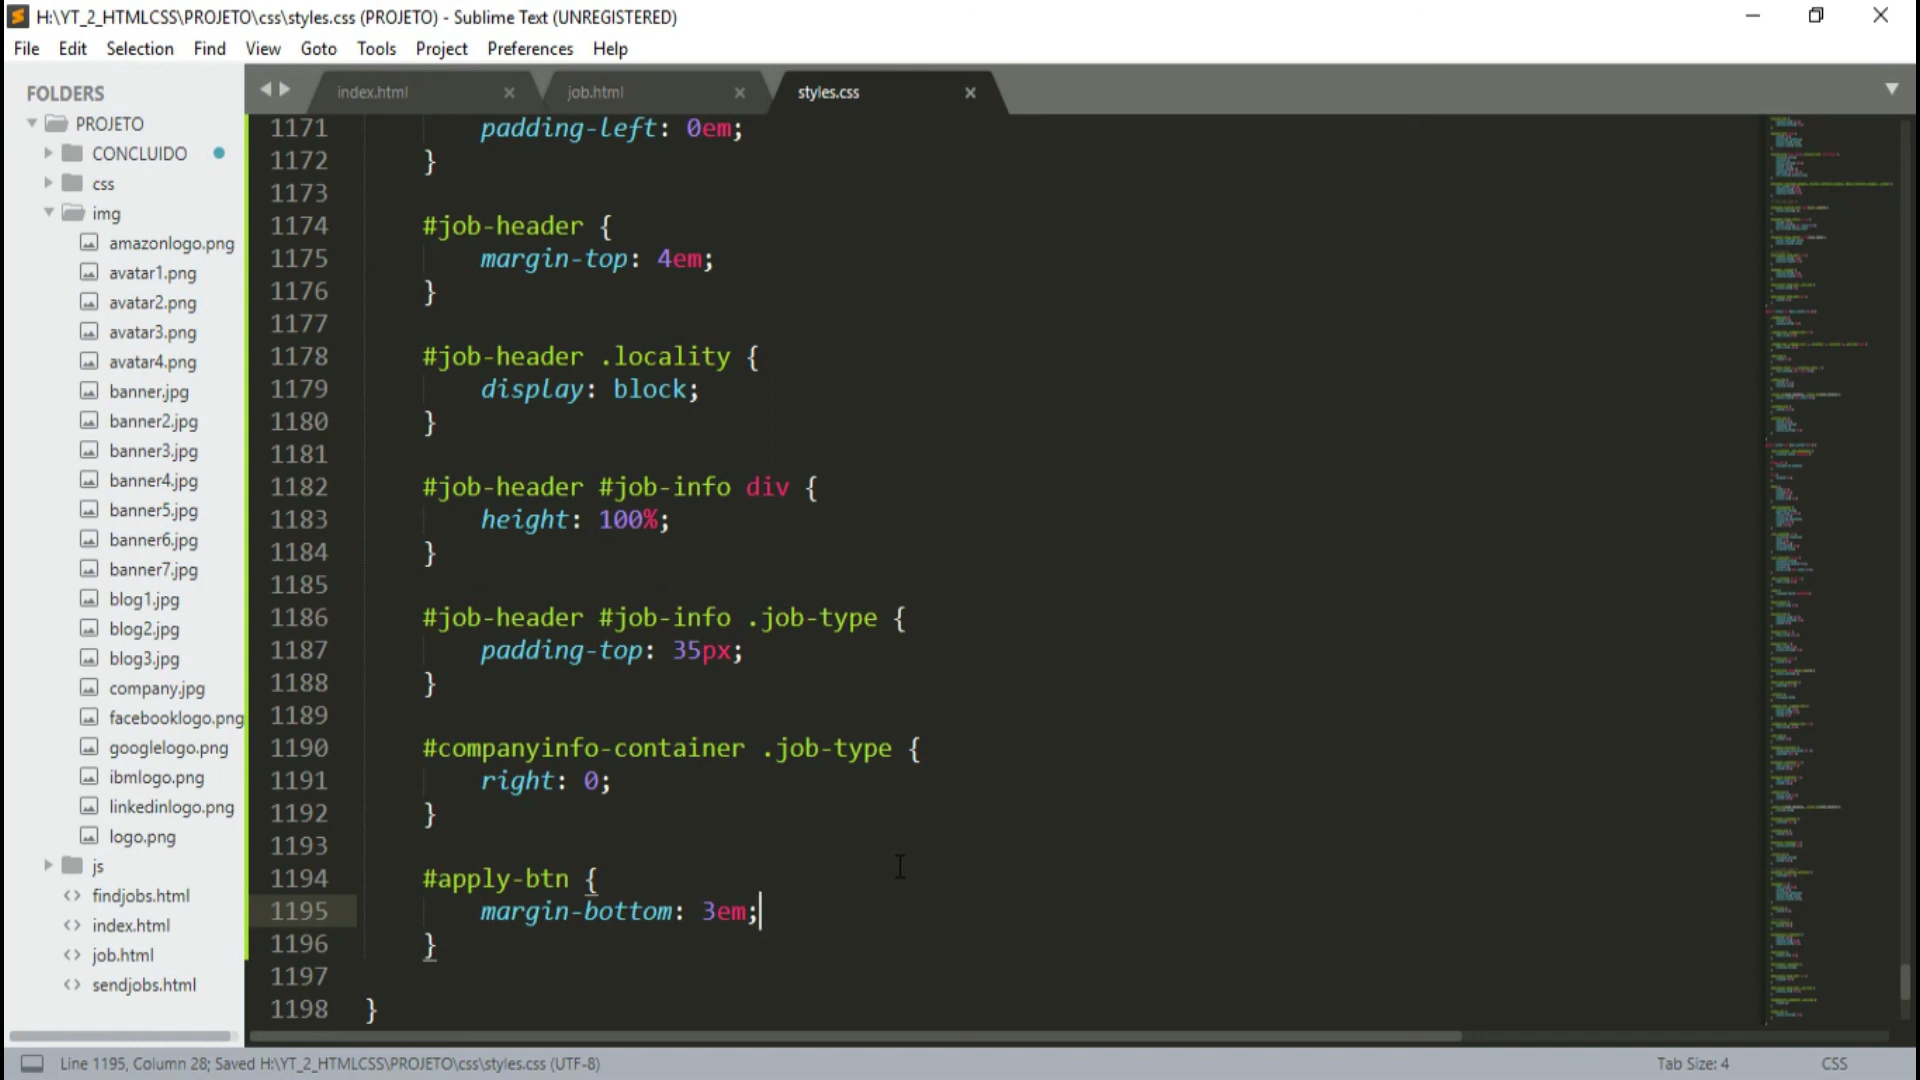 H:\YT_2_HTMLCSS\PROJETO\css\styles.css (PROJETO) - Sublime Text (UNREGISTERED)
File Edit Selection Find View Goto Tools Project Preferences Help
FOLDERS
PROJETO
CONCLUIDO
css
img
amazonlogo.png
avatar1.png
avatar2.png
avatar3.png
avatar4.png
banner.jpg
banner2.jpg
banner3.jpg
banner4.jpg
banner5.jpg
banner6.jpg
banner7.jpg
blog1.jpg
blog2.jpg
blog3.jpg
company.jpg
facebooklogo.png
googlelogo.png
ibmlogo.png
linkedinlogo.png
logo.png
js
findjobs.html
index.html
job.html
sendjobs.html
index.html job.html styles.css
1171 padding-left: 0em;
1172 }
1173
1174 #job-header {
1175 margin-top: 4em;
1176 }
1177
1178 #job-header .locality {
1179 display: block;
1180 }
1181
1182 #job-header #job-info div {
1183 height: 100%;
1184 }
1185
1186 #job-header #job-info .job-type {
1187 padding-top: 35px;
1188 }
1189
1190 #companyinfo-container .job-type {
1191 right: 0;
1192 }
1193
1194 #apply-btn {
1195 margin-bottom: 3em;
1196 }
1197
1198 }
Line 1195, Column 28; Saved H:\YT_2_HTMLCSS\PROJETO\css\styles.css (UTF-8) Tab Size: 4 CSS